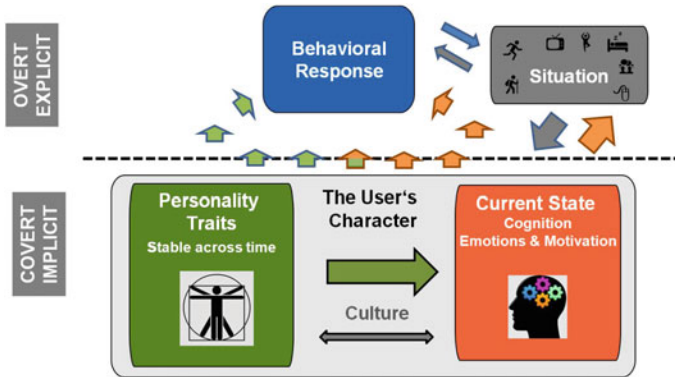 OVERT
EXPLICIT
Behavioral
Response
Situation
COVERT
IMPLICIT
Personality
Traits
Stable across time
The User's
Character
Culture
Current State
Cognition
Emotions & Motivation